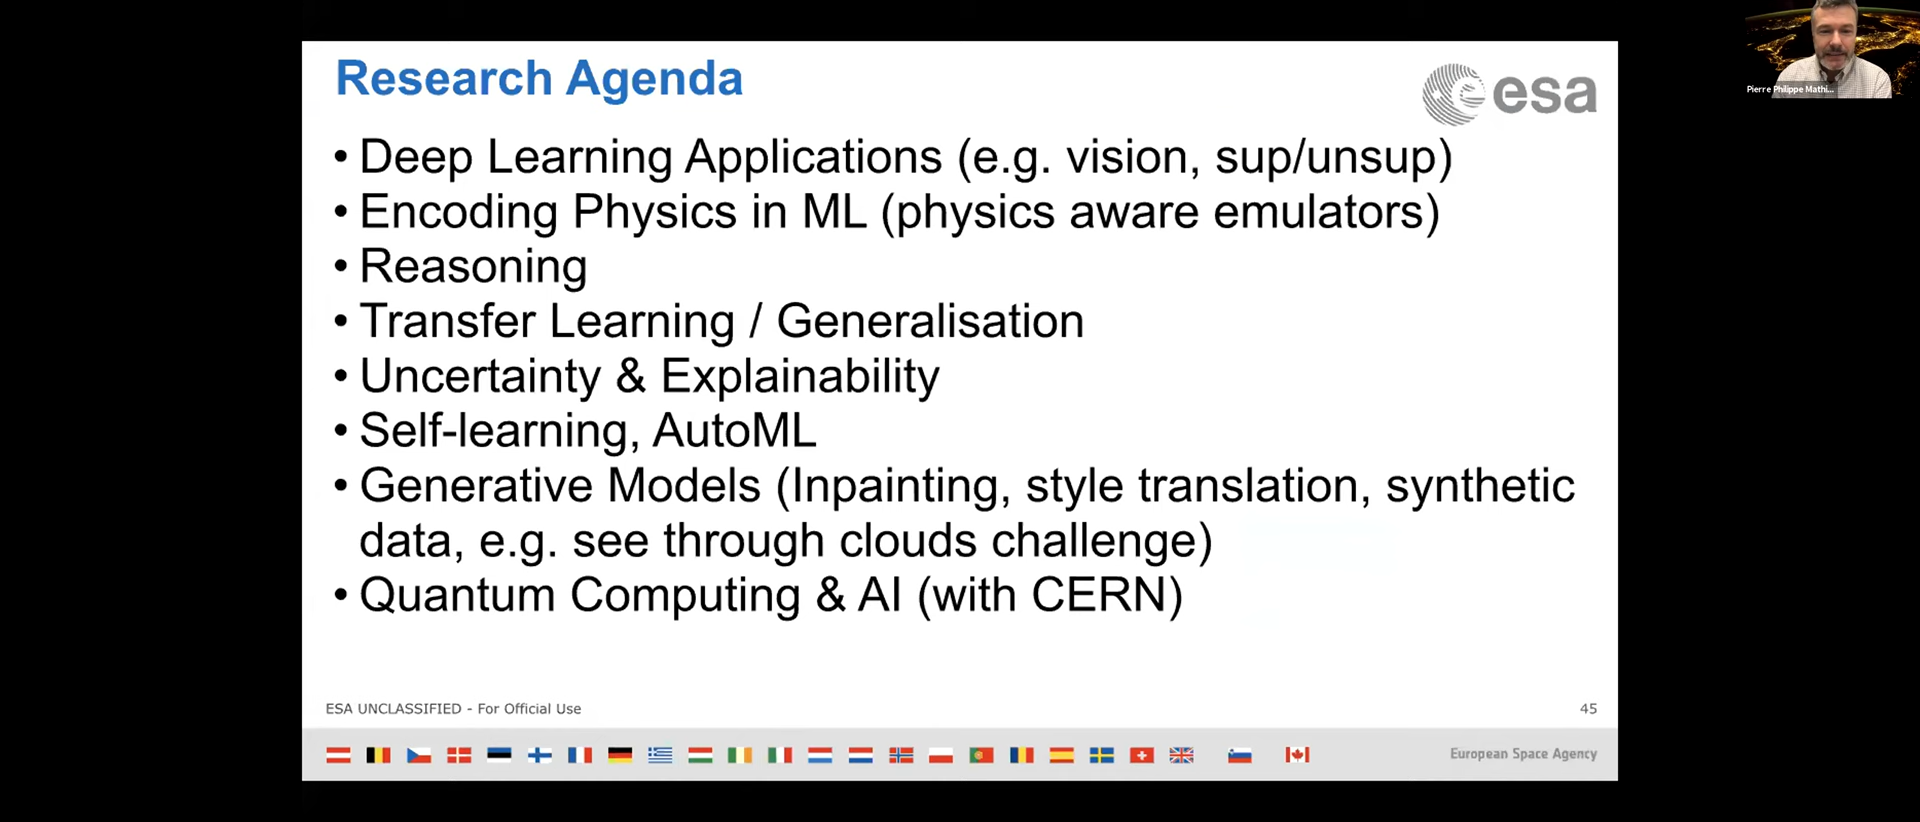 Research Agenda
esa
Pierre Philippe Mathi...
• Deep Learning Applications (e.g. vision, sup/unsup)
• Encoding Physics in ML (physics aware emulators)
• Reasoning
• Transfer Learning / Generalisation
• Uncertainty & Explainability
• Self-learning, AutoML
• Generative Models (Inpainting, style translation, synthetic
data, e.g. see through clouds challenge)
• Quantum Computing & AI (with CERN)
ESA UNCLASSIFIED - For Official Use
45
European Space Agency